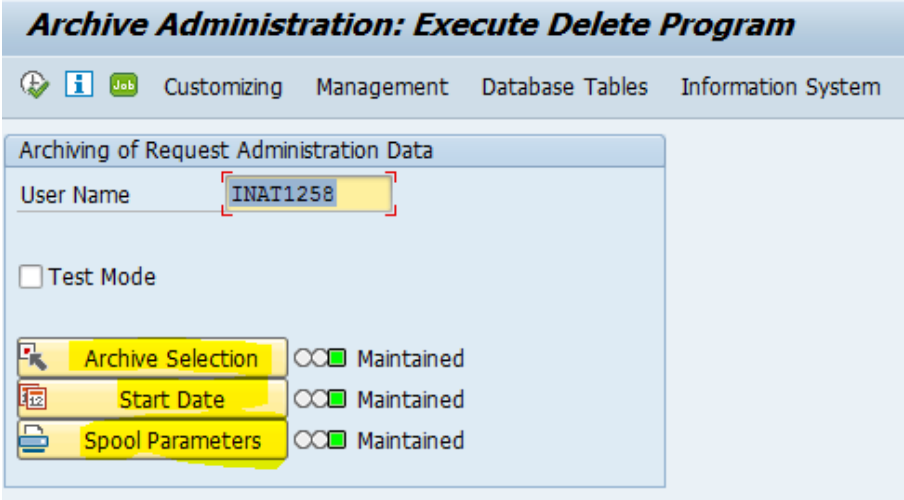 Archive Administration: Execute Delete Program
Job Customizing Management Database Tables Information System
Archiving of Request Administration Data
User Name INAT1258
Test Mode
Archive Selection Maintained
12 Start Date Maintained
Spool Parameters Maintained